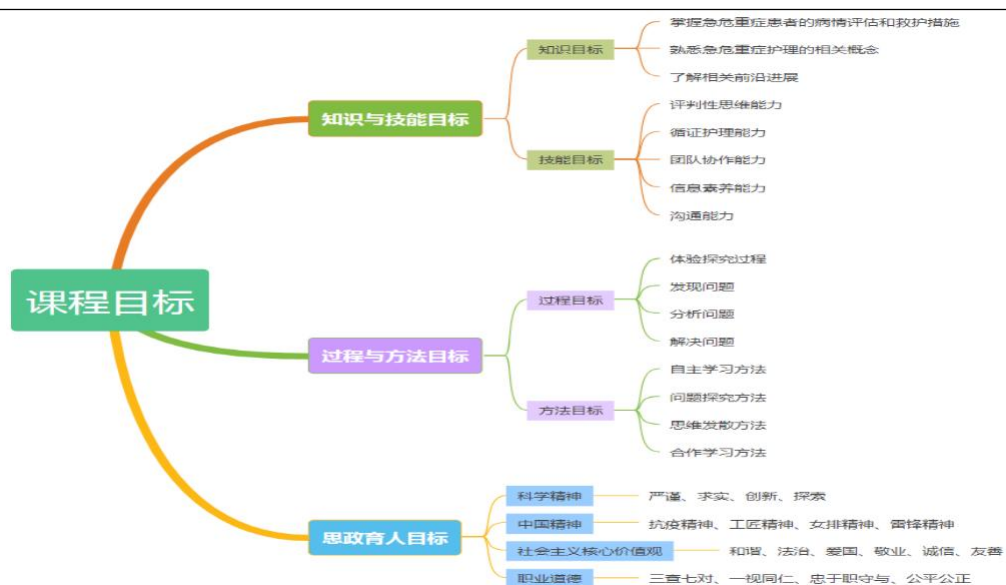 课程目标
知识与技能目标
知识目标
掌握急危重症患者的病情评估和救护措施
熟悉急危重症护理的相关概念
了解相关前沿进展
技能目标
评判性思维能力
循证护理能力
团队协作能力
信息素养能力
沟通能力
过程与方法目标
过程目标
体验探究过程
发现问题
分析问题
解决问题
方法目标
自主学习方法
问题探究方法
思维发散方法
合作学习方法
思政育人目标
科学精神
严谨、求实、创新、探索
中国精神
抗疫精神、工匠精神、女排精神、雷锋精神
社会主义核心价值观
和谐、法治、爱国、敬业、诚信、友善
职业道德
三查七对、一视同仁、忠于职守与、公平公正